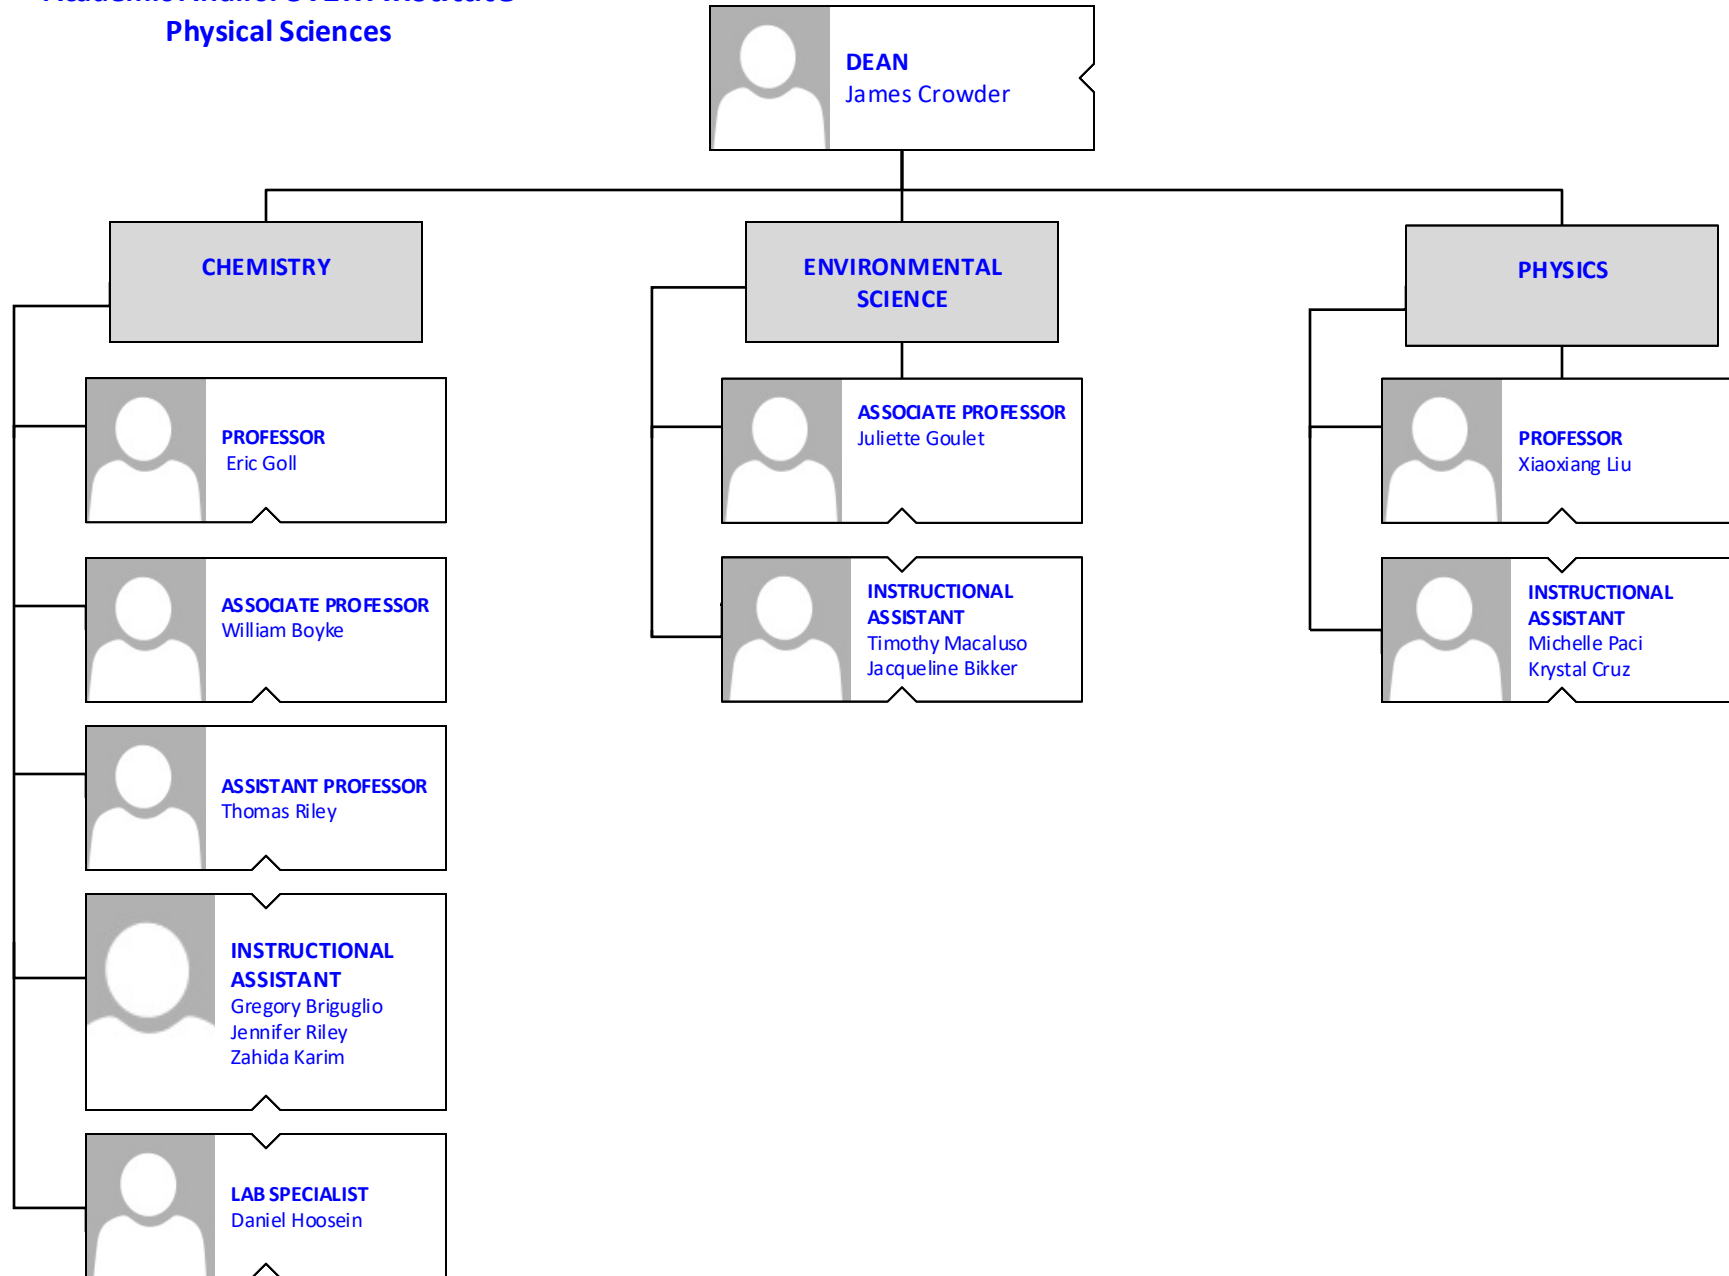 Physical Sciences
DEAN
James Crowder
CHEMISTRY
ENVIRONMENTAL
SCIENCE
PHYSICS
PROFESSOR
Eric Goll
ASSOCIATE PROFESSOR
William Boyke
ASSISTANT PROFESSOR
Thomas Riley
INSTRUCTIONAL
ASSISTANT
Gregory Briguglio
Jennifer Riley
Zahida Karim
LAB SPECIALIST
Daniel Hoosein
ASSOCIATE PROFESSOR
Juliette Goulet
INSTRUCTIONAL
ASSISTANT
Timothy Macaluso
Jacqueline Bikker
PROFESSOR
Xiaoxiang Liu
INSTRUCTIONAL
ASSISTANT
Michelle Paci
Krystal Cruz